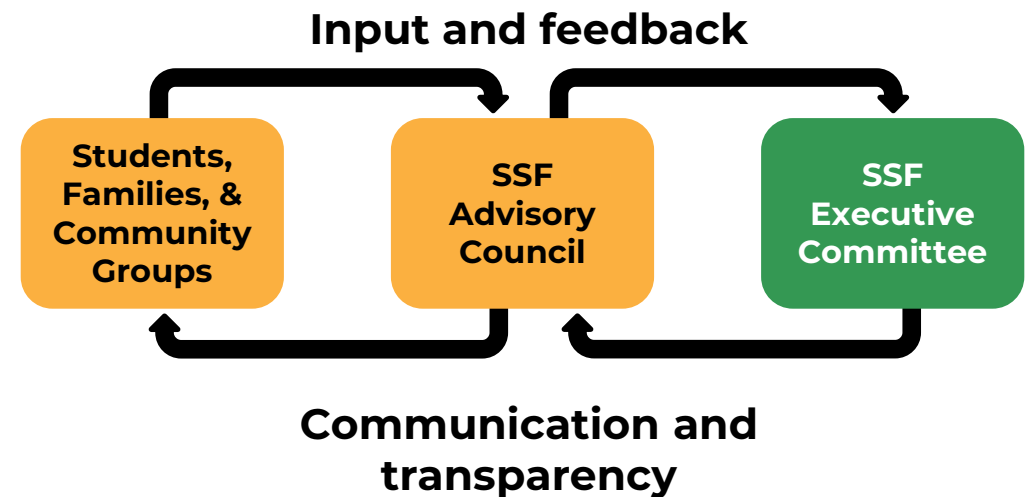 Input and feedback
Students,
Families, &
Community
Groups
SSF
Advisory
Council
SSF
Executive
Committee
Communication and
transparency